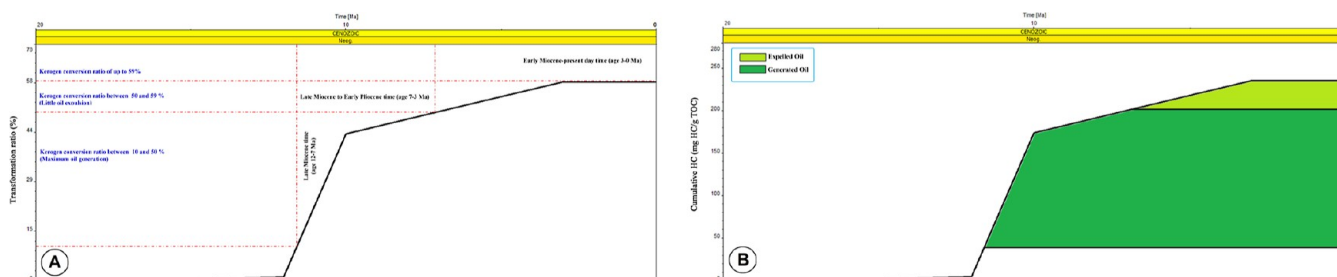 Time [Ma]
20
10
0
CENOZOIC
Neog.
Transformation ratio (%)
73
58
44
29
15
Kerogen conversion ratio of up to 59%
Kerogen conversion ratio between 50 and 59 %
(Little oil expulsion)
Kerogen conversion ratio between 10 and 50 %
(Maximum oil generation)
Early Miocene-present day time (age 3-0 Ma)
Late Miocene to Early Pliocene time (age 7-3 Ma)
Late Miocene time
(age 12-7 Ma)
A
Time [Ma]
20
10
CENOZOIC
Neog.
Cumulative HC (mg HC/g TOC)
250
200
150
100
50
0
Expelled Oil
Generated Oil
B